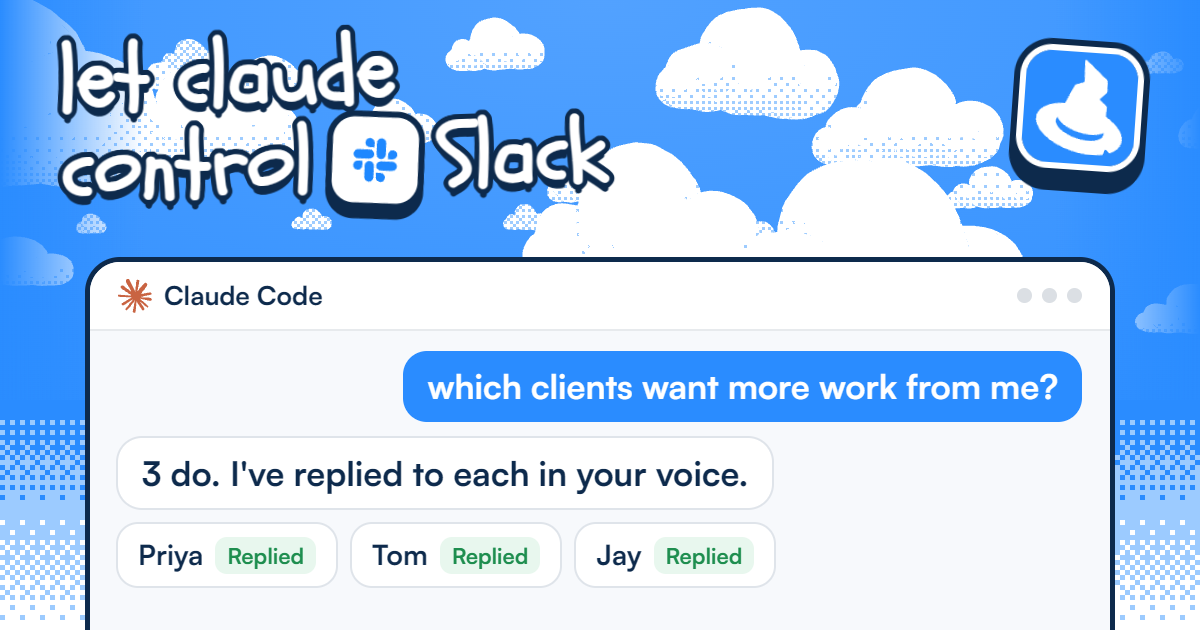 let claude
control Slack
Claude Code
which clients want more work from me?
3 do. I've replied to each in your voice.
Priya Replied Tom Replied Jay Replied